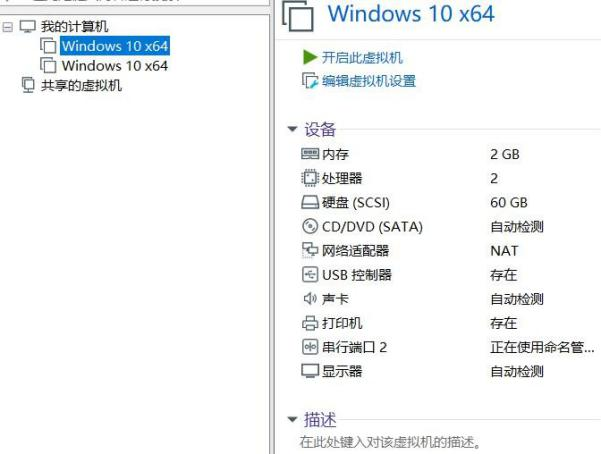 我的计算机
Windows 10 x64
Windows 10 x64
共享的虚拟机
Windows 10 x64
开启此虚拟机
编辑虚拟机设置
设备
内存 2 GB
处理器 2
硬盘 (SCSI) 60 GB
CD/DVD (SATA) 自动检测
网络适配器 NAT
USB 控制器 存在
声卡 自动检测
打印机 存在
串行端口 2 正在使用命名管...
显示器 自动检测
描述
在此处键入对该虚拟机的描述。